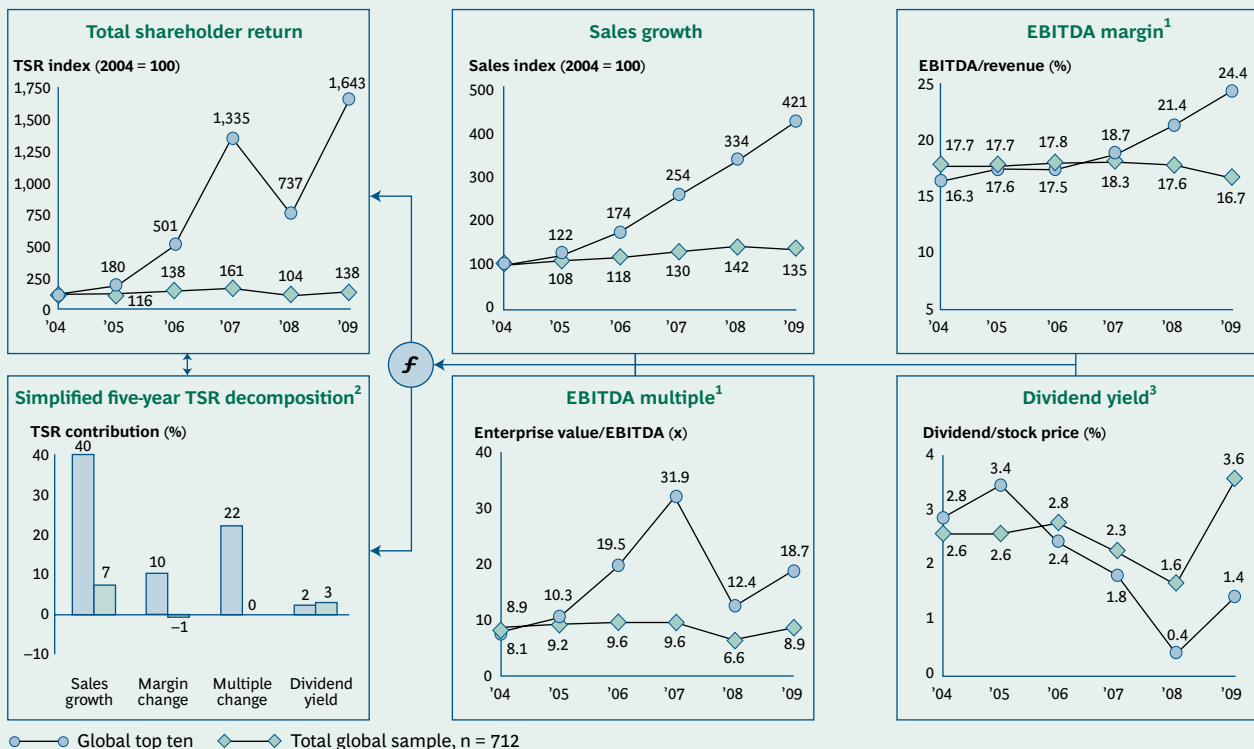 Total shareholder return
TSR index (2004 = 100)
1,750
1,500
1,250
1,000
750
500
250
0
180
501
1,335
737
1,643
116
138
161
104
138
’04 ’05 ’06 ’07 ’08 ’09
Sales growth
Sales index (2004 = 100)
500
400
300
200
100
0
122
174
254
334
421
108
118
130
142
135
’04 ’05 ’06 ’07 ’08 ’09
EBITDA margin1
EBITDA/revenue (%)
25
20
15
10
5
17.7 17.7 17.8 18.7 21.4 24.4
16.3 17.6 17.5 18.3 17.6 16.7
’04 ’05 ’06 ’07 ’08 ’09
f
Simplified five-year TSR decomposition2
TSR contribution (%)
40
30
20
10
0
–10
40
7
10
–1
22
0
2
3
Sales growth
Margin change
Multiple change
Dividend yield
EBITDA multiple1
Enterprise value/EBITDA (x)
40
30
20
10
0
8.9 10.3 19.5 31.9 12.4 18.7
8.1 9.2 9.6 9.6 6.6 8.9
’04 ’05 ’06 ’07 ’08 ’09
Dividend yield3
Dividend/stock price (%)
4
3
2
1
0
2.8 3.4 2.8 2.3 1.6 3.6
2.6 2.6 2.4 1.8 0.4 1.4
’04 ’05 ’06 ’07 ’08 ’09
Global top ten
Total global sample, n = 712